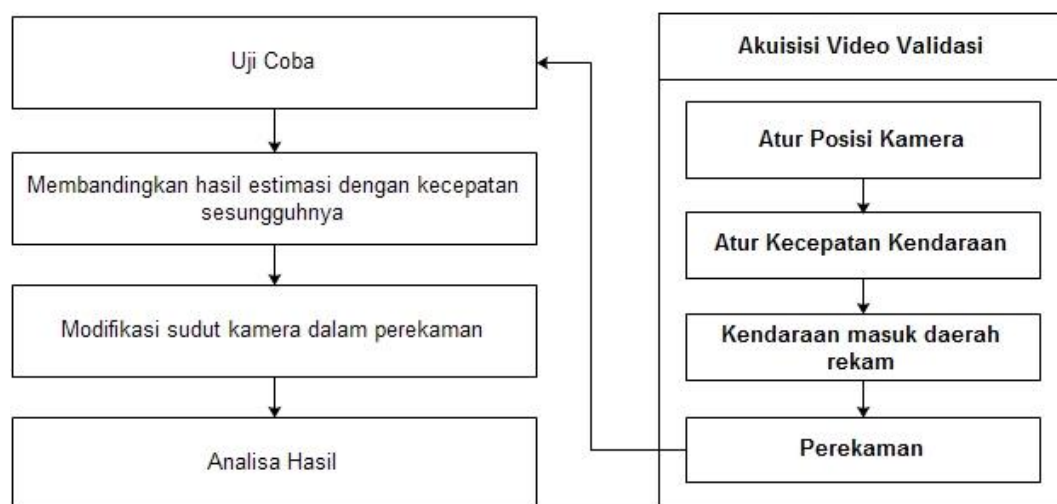 Uji Coba
Membandingkan hasil estimasi dengan kecepatan
sesungguhnya
Modifikasi sudut kamera dalam perekaman
Analisa Hasil
Akuisisi Video Validasi
Atur Posisi Kamera
Atur Kecepatan Kendaraan
Kendaraan masuk daerah
rekam
Perekaman